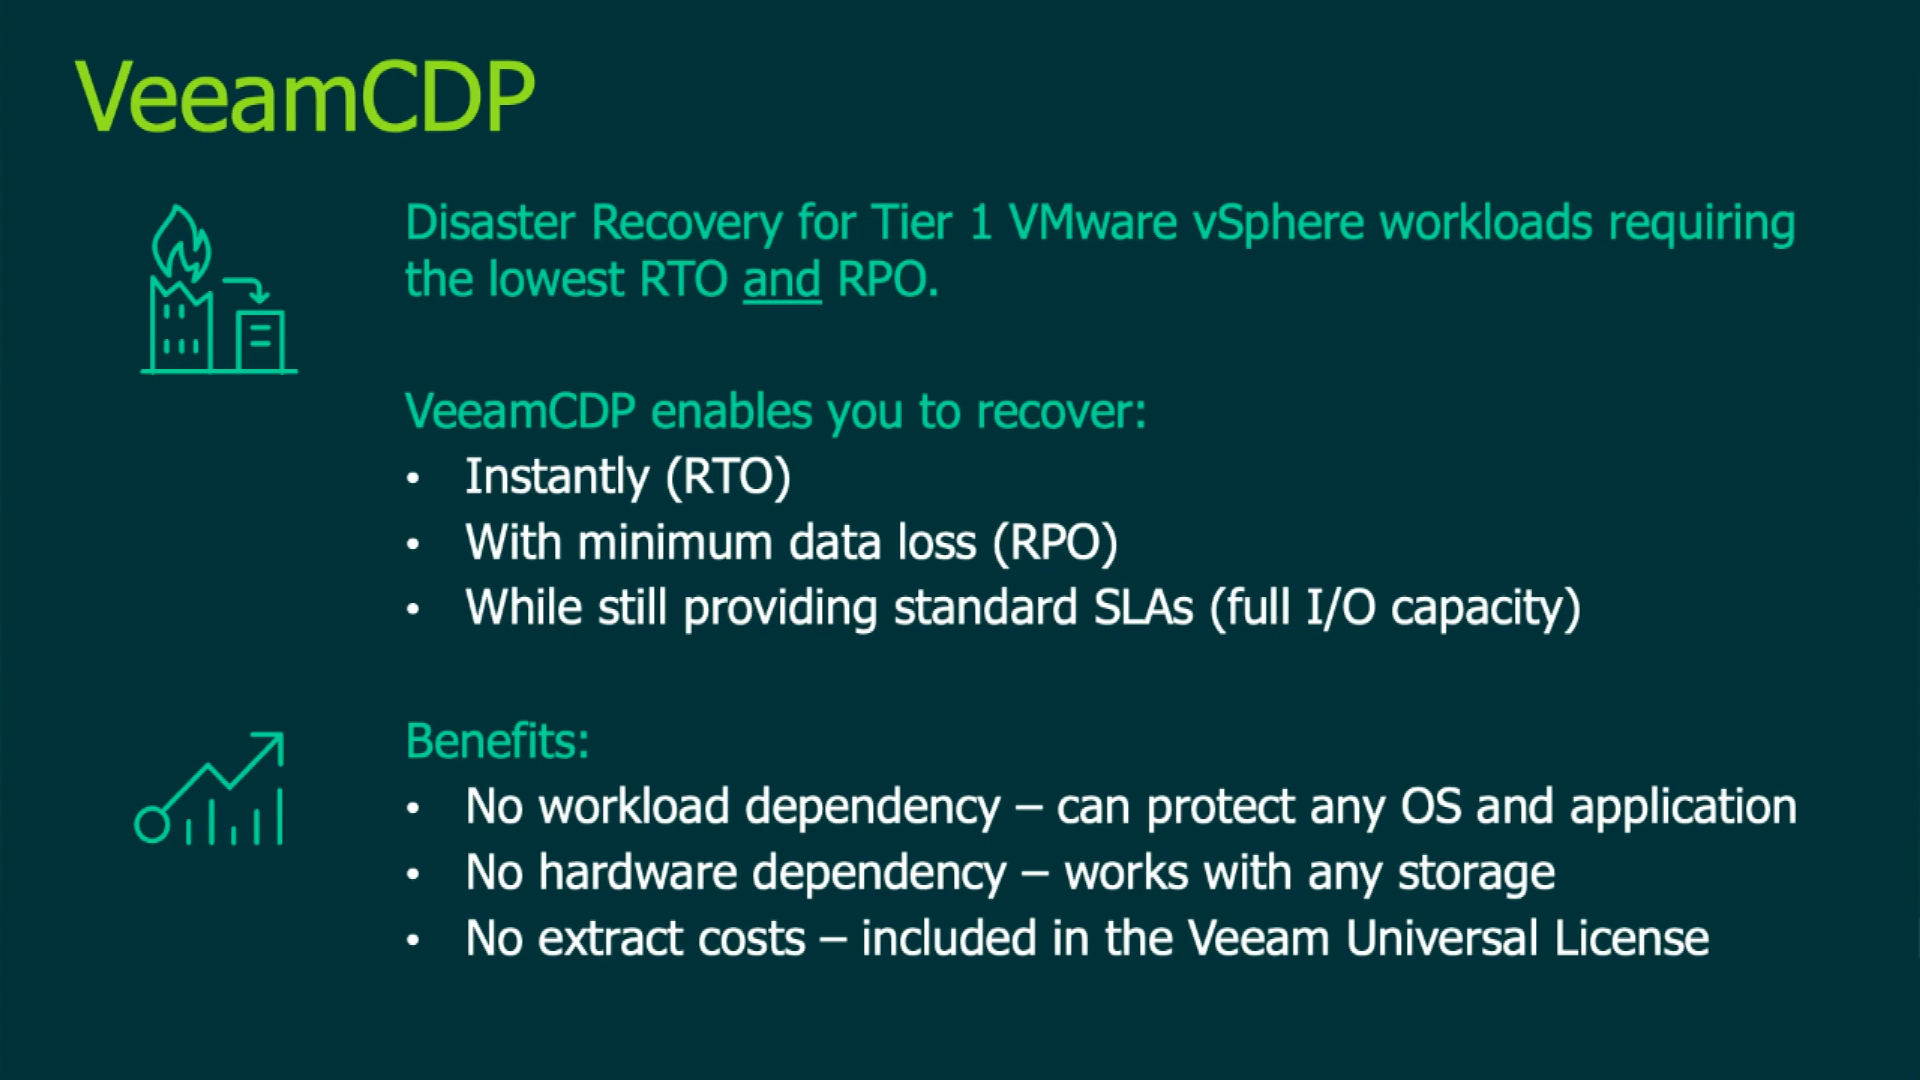 VeeamCDP
Disaster Recovery for Tier 1 VMware vSphere workloads requiring
the lowest RTO and RPO.
VeeamCDP enables you to recover:
• Instantly (RTO)
• With minimum data loss (RPO)
• While still providing standard SLAs (full I/O capacity)
Benefits:
• No workload dependency – can protect any OS and application
• No hardware dependency – works with any storage
• No extract costs – included in the Veeam Universal License